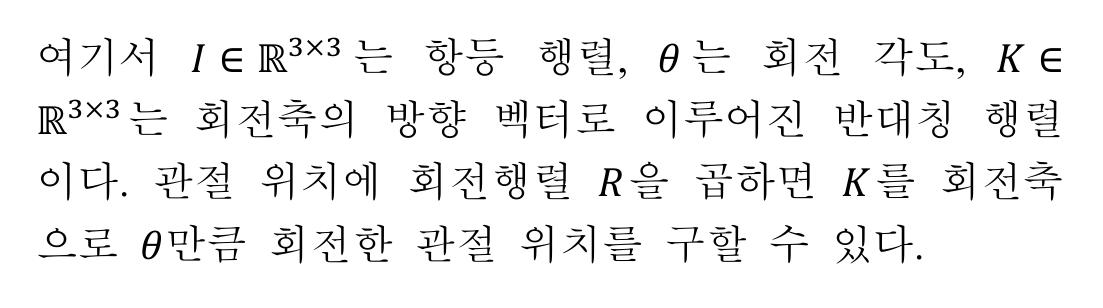 여기서 𝐼 ∈ ℝ³ˣ³는 항등 행렬, 𝜃는 회전 각도, 𝐾 ∈
ℝ³ˣ³는 회전축의 방향 벡터로 이루어진 반대칭 행렬
이다. 관절 위치에 회전행렬 𝑅을 곱하면 𝐾를 회전축
으로 𝜃만큼 회전한 관절 위치를 구할 수 있다.